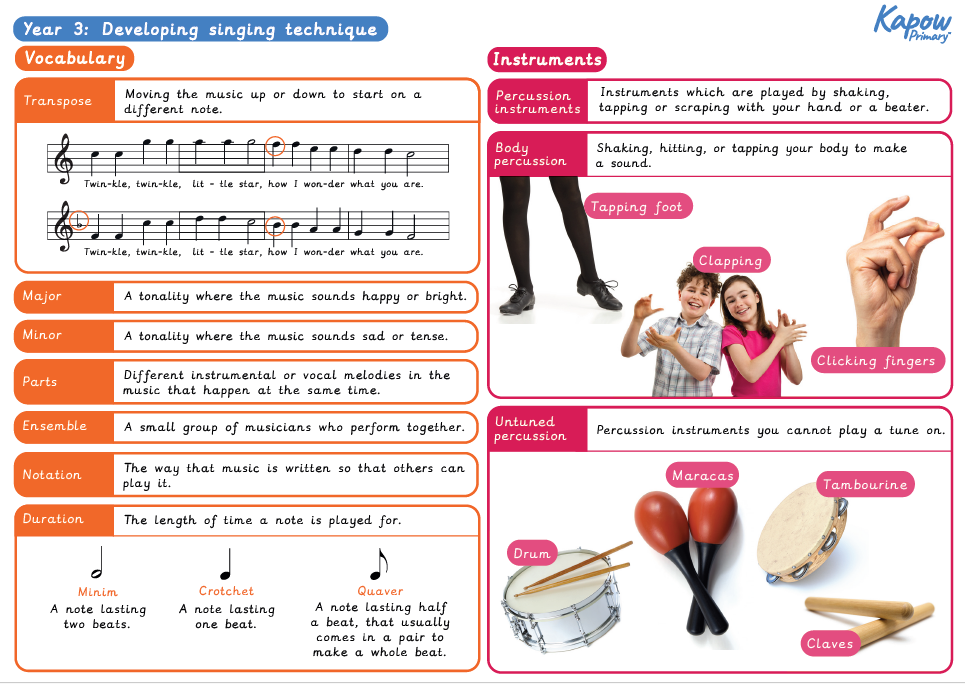 Year 3: Developing singing technique
Kapow
Primary™
Vocabulary
Transpose
Moving the music up or down to start on a
different note.
Twin-kle, twin-kle, lit - tle star, how I won-der what you are.
Twin-kle, twin-kle, lit - tle star, how I won-der what you are.
Major
A tonality where the music sounds happy or bright.
Minor
A tonality where the music sounds sad or tense.
Parts
Different instrumental or vocal melodies in the
music that happen at the same time.
Ensemble
A small group of musicians who perform together.
Notation
The way that music is written so that others can
play it.
Duration
The length of time a note is played for.
Minim
A note lasting
two beats.
Crotchet
A note lasting
one beat.
Quaver
A note lasting half
a beat, that usually
comes in a pair to
make a whole beat.
Instruments
Percussion
instruments
Instruments which are played by shaking,
tapping or scraping with your hand or a beater.
Body
percussion
Shaking, hitting, or tapping your body to make
a sound.
Tapping foot
Clapping
Clicking fingers
Untuned
percussion
Percussion instruments you cannot play a tune on.
Maracas
Tambourine
Drum
Claves